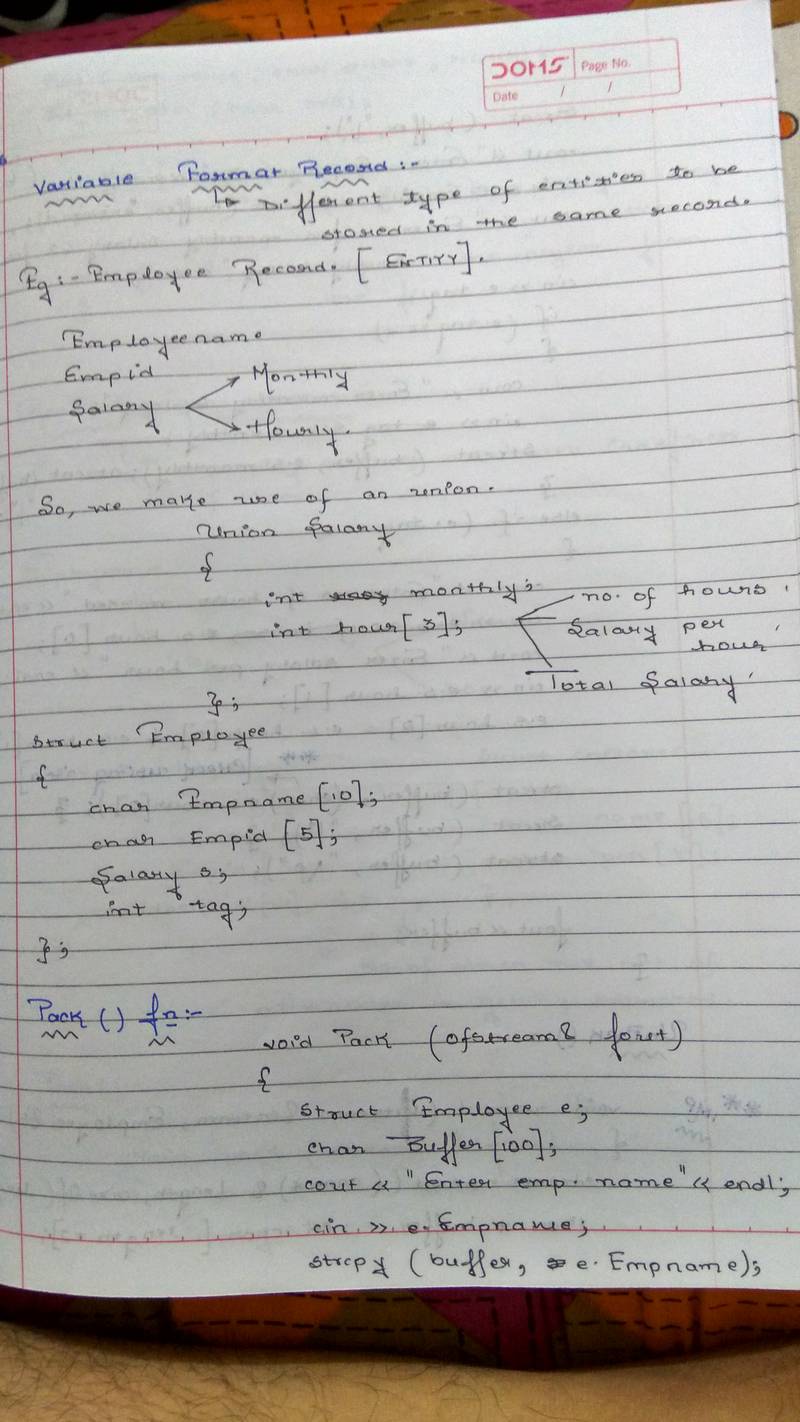 DOMS Page No.
Date / /
Variable Format Record :-
Different type of entities to be
stored in the same record.
Eg :- Employee Record. [ENTITY].
Employeename
Empid
Salary
Monthly
Hourly.
So, we make use of an union.
Union Salary
{
int monthly;
int hour[3];
no. of hours
Salary per
hour
Total Salary
};
struct Employee
{
char Empname [10];
char Empid [5];
Salary s;
int tag;
};
Pack () fn :-
void Pack (ofstream& fout)
{
struct Employee e;
char Buffer [100];
cout << "Enter emp. name" << endl;
cin >> e.Empname;
strcpy (buffer, e.Empname);